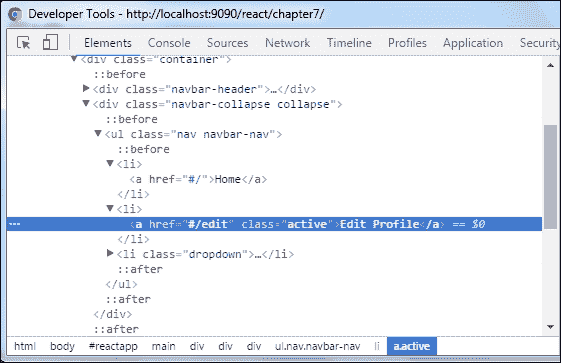 Developer Tools - http://localhost:9090/react/chapter7/
Elements Console Sources Network Timeline Profiles Application Security
▼<div class="container">
::before
▶<div class="navbar-header">…</div>
▼<div class="navbar-collapse collapse">
::before
▼<ul class="nav navbar-nav">
::before
▼<li>
<a href="#/">Home</a>
</li>
▼<li>
<a href="#/edit" class="active">Edit Profile</a> == $0
</li>
▶<li class="dropdown">…</li>
::after
</ul>
::after
</div>
::after
html body #reactapp main div div div ul.nav.navbar-nav li a.active